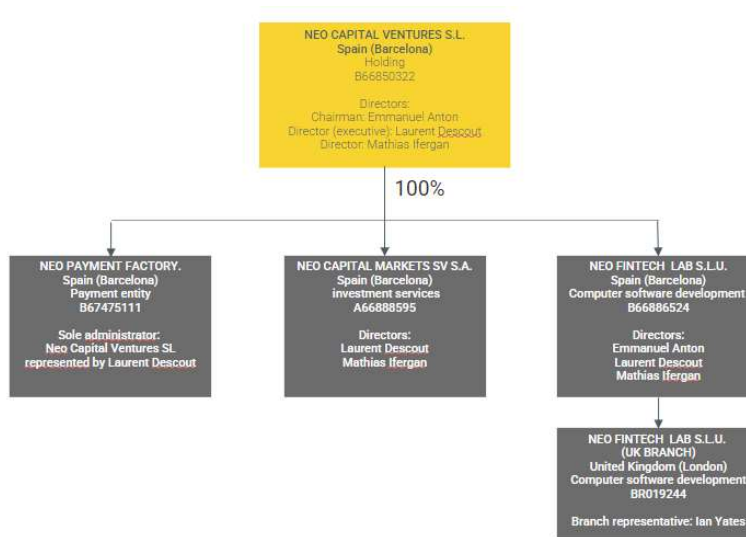 NEO CAPITAL VENTURES S.L.
Spain (Barcelona)
Holding
B66850322
Directors:
Chairman: Emmanuel Anton
Director (executive): Laurent Descout
Director: Mathias Ifergan
100%
NEO PAYMENT FACTORY.
Spain (Barcelona)
Payment entity
B67475111
Sole administrator:
Neo Capital Ventures SL
represented by Laurent Descout
NEO CAPITAL MARKETS SV S.A.
Spain (Barcelona)
investment services
A66888595
Directors:
Laurent Descout
Mathias Ifergan
NEO FINTECH LAB S.L.U.
Spain (Barcelona)
Computer software development
B66886524
Directors:
Emmanuel Anton
Laurent Descout
Mathias Ifergan
NEO FINTECH LAB S.L.U.
(UK BRANCH)
United Kingdom (London)
Computer software development
BR019244
Branch representative: Ian Yates